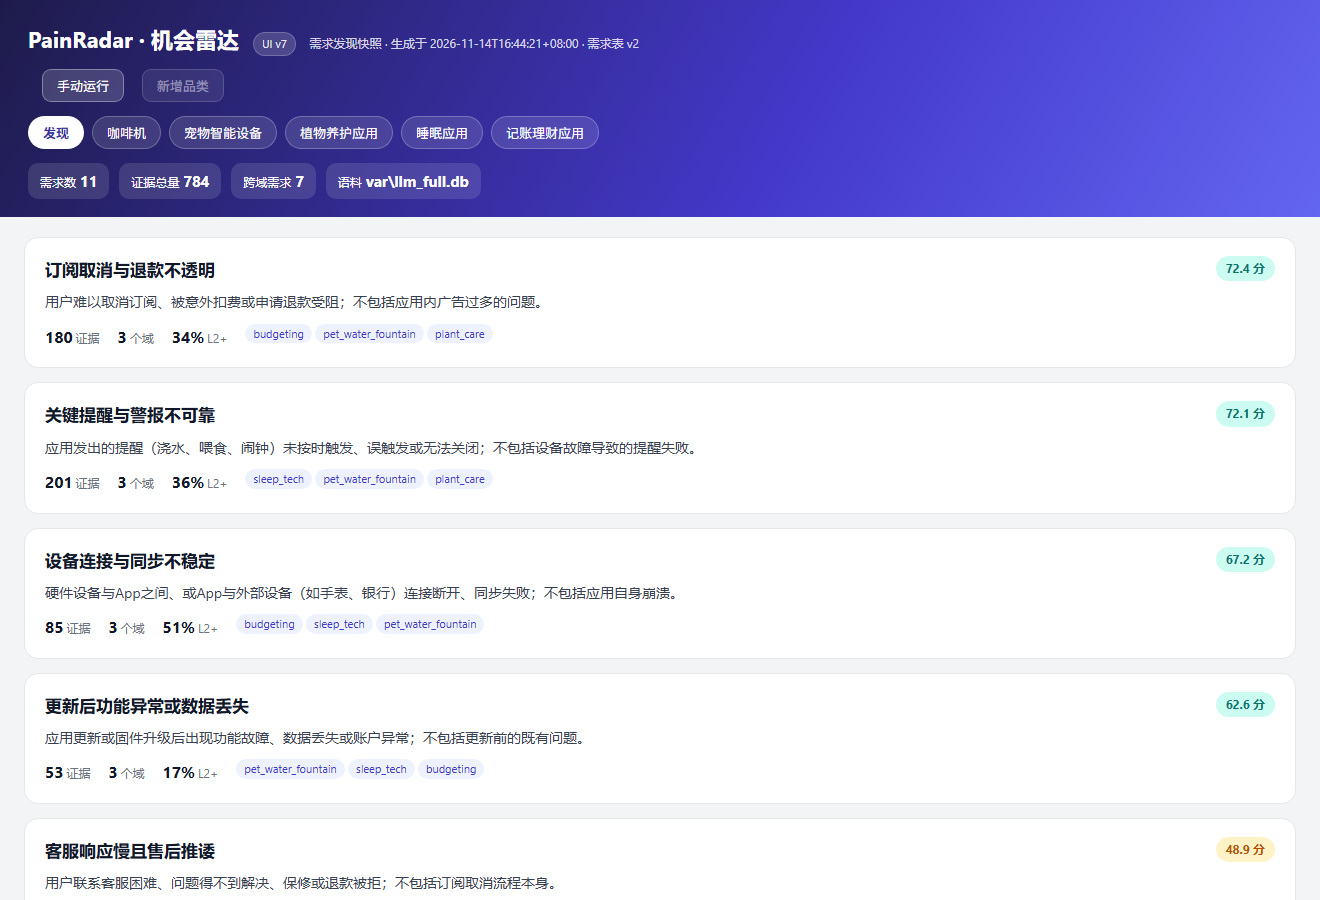 PainRadar · 机会雷达 UI v7 需求发现快照 · 生成于 2026-11-14T16:44:21+08:00 · 需求表 v2
手动运行 新增品类
发现 咖啡机 宠物智能设备 植物养护应用 睡眠应用 记账理财应用
需求数 11 证据总量 784 跨域需求 7 语料 var\llm_full.db
订阅取消与退款不透明 72.4 分
用户难以取消订阅、被意外扣费或申请退款受阻；不包括应用内广告过多的问题。
180 证据 3 个域 34% L2+ budgeting pet_water_fountain plant_care
关键提醒与警报不可靠 72.1 分
应用发出的提醒（浇水、喂食、闹钟）未按时触发、误触发或无法关闭；不包括设备故障导致的提醒失败。
201 证据 3 个域 36% L2+ sleep_tech pet_water_fountain plant_care
设备连接与同步不稳定 67.2 分
硬件设备与App之间、或App与外部设备（如手表、银行）连接断开、同步失败；不包括应用自身崩溃。
85 证据 3 个域 51% L2+ budgeting sleep_tech pet_water_fountain
更新后功能异常或数据丢失 62.6 分
应用更新或固件升级后出现功能故障、数据丢失或账户异常；不包括更新前的既有问题。
53 证据 3 个域 17% L2+ pet_water_fountain sleep_tech budgeting
客服响应慢且售后推诿 48.9 分
用户联系客服困难、问题得不到解决、保修或退款被拒；不包括订阅取消流程本身。